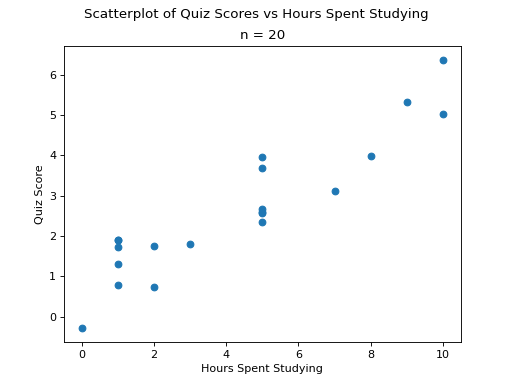 Scatterplot of Quiz Scores vs Hours Spent Studying
n = 20
6
5
4
3
2
1
0
Quiz Score
0 2 4 6 8 10
Hours Spent Studying